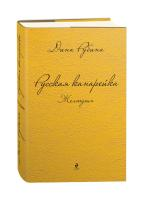 Дина Рубина
Русская канарейка
Желтухин